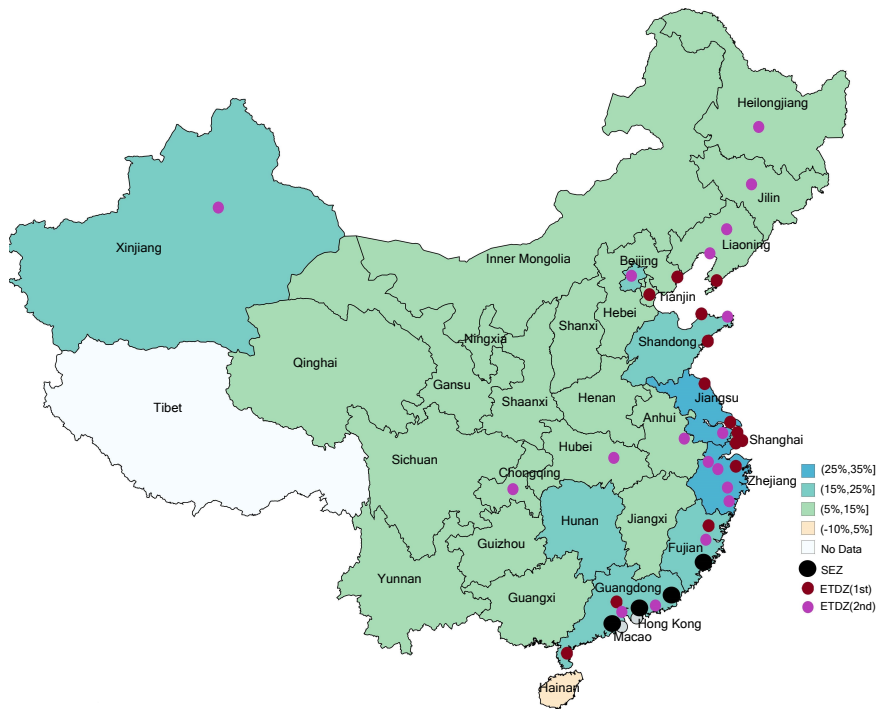 Heilongjiang
Jilin
Liaoning
Xinjiang
Inner Mongolia
Beijing
Tianjin
Hebei
Shanxi
Ningxia
Shandong
Qinghai
Gansu
Shaanxi
Henan
Jiangsu
Tibet
Anhui
Shanghai
Hubei
Sichuan
Chongqing
Zhejiang
Hunan
Jiangxi
Guizhou
Fujian
Yunnan
Guangxi
Guangdong
Hong Kong
Macao
Hainan
(25%,35%]
(15%,25%]
(5%,15%]
(-10%,5%]
No Data
SEZ
ETDZ(1st)
ETDZ(2nd)